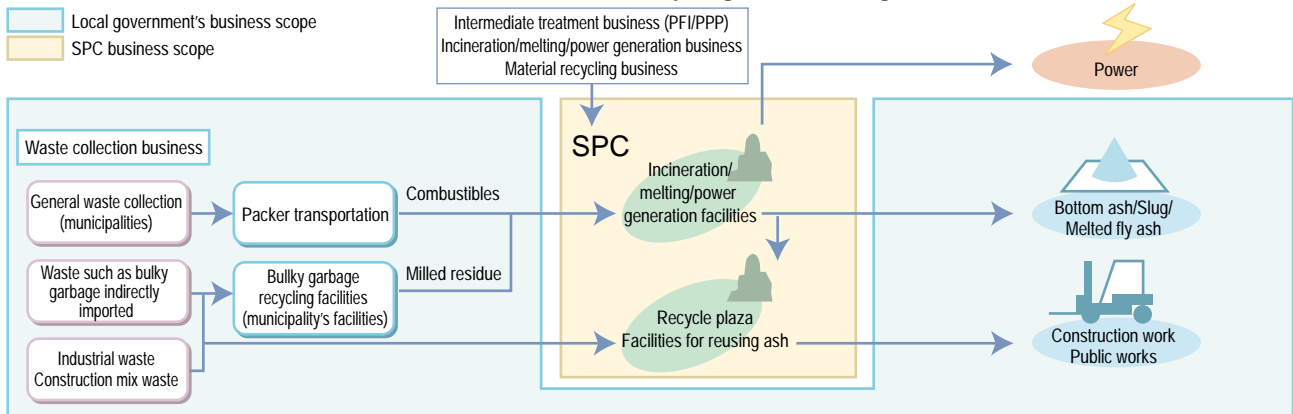 Local government's business scope
SPC business scope
Intermediate treatment business (PFI/PPP)
Incineration/melting/power generation business
Material recycling business
Power
Waste collection business
SPC
General waste collection
(municipalities)
Packer transportation
Combustibles
Incineration/
melting/power
generation facilities
Bottom ash/Slug/
Melted fly ash
Waste such as bulky
garbage indirectly
imported
Bullky garbage
recycling facilities
(municipality's facilities)
Milled residue
Recycle plaza
Facilities for reusing ash
Construction work
Public works
Industrial waste
Construction mix waste